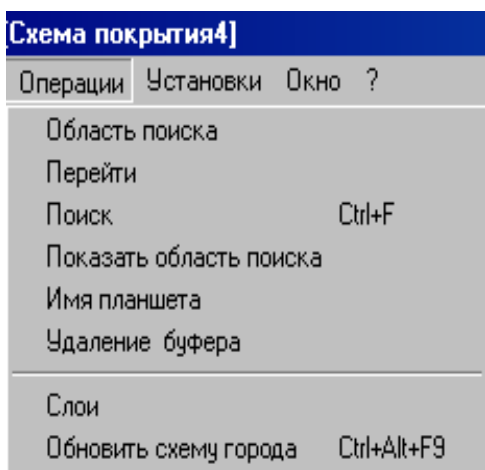 [Схема покрытия4]
Операции Установки Окно ?
Область поиска
Перейти
Поиск Ctrl+F
Показать область поиска
Имя планшета
Удаление буфера
Слои
Обновить схему города Ctrl+Alt+F9